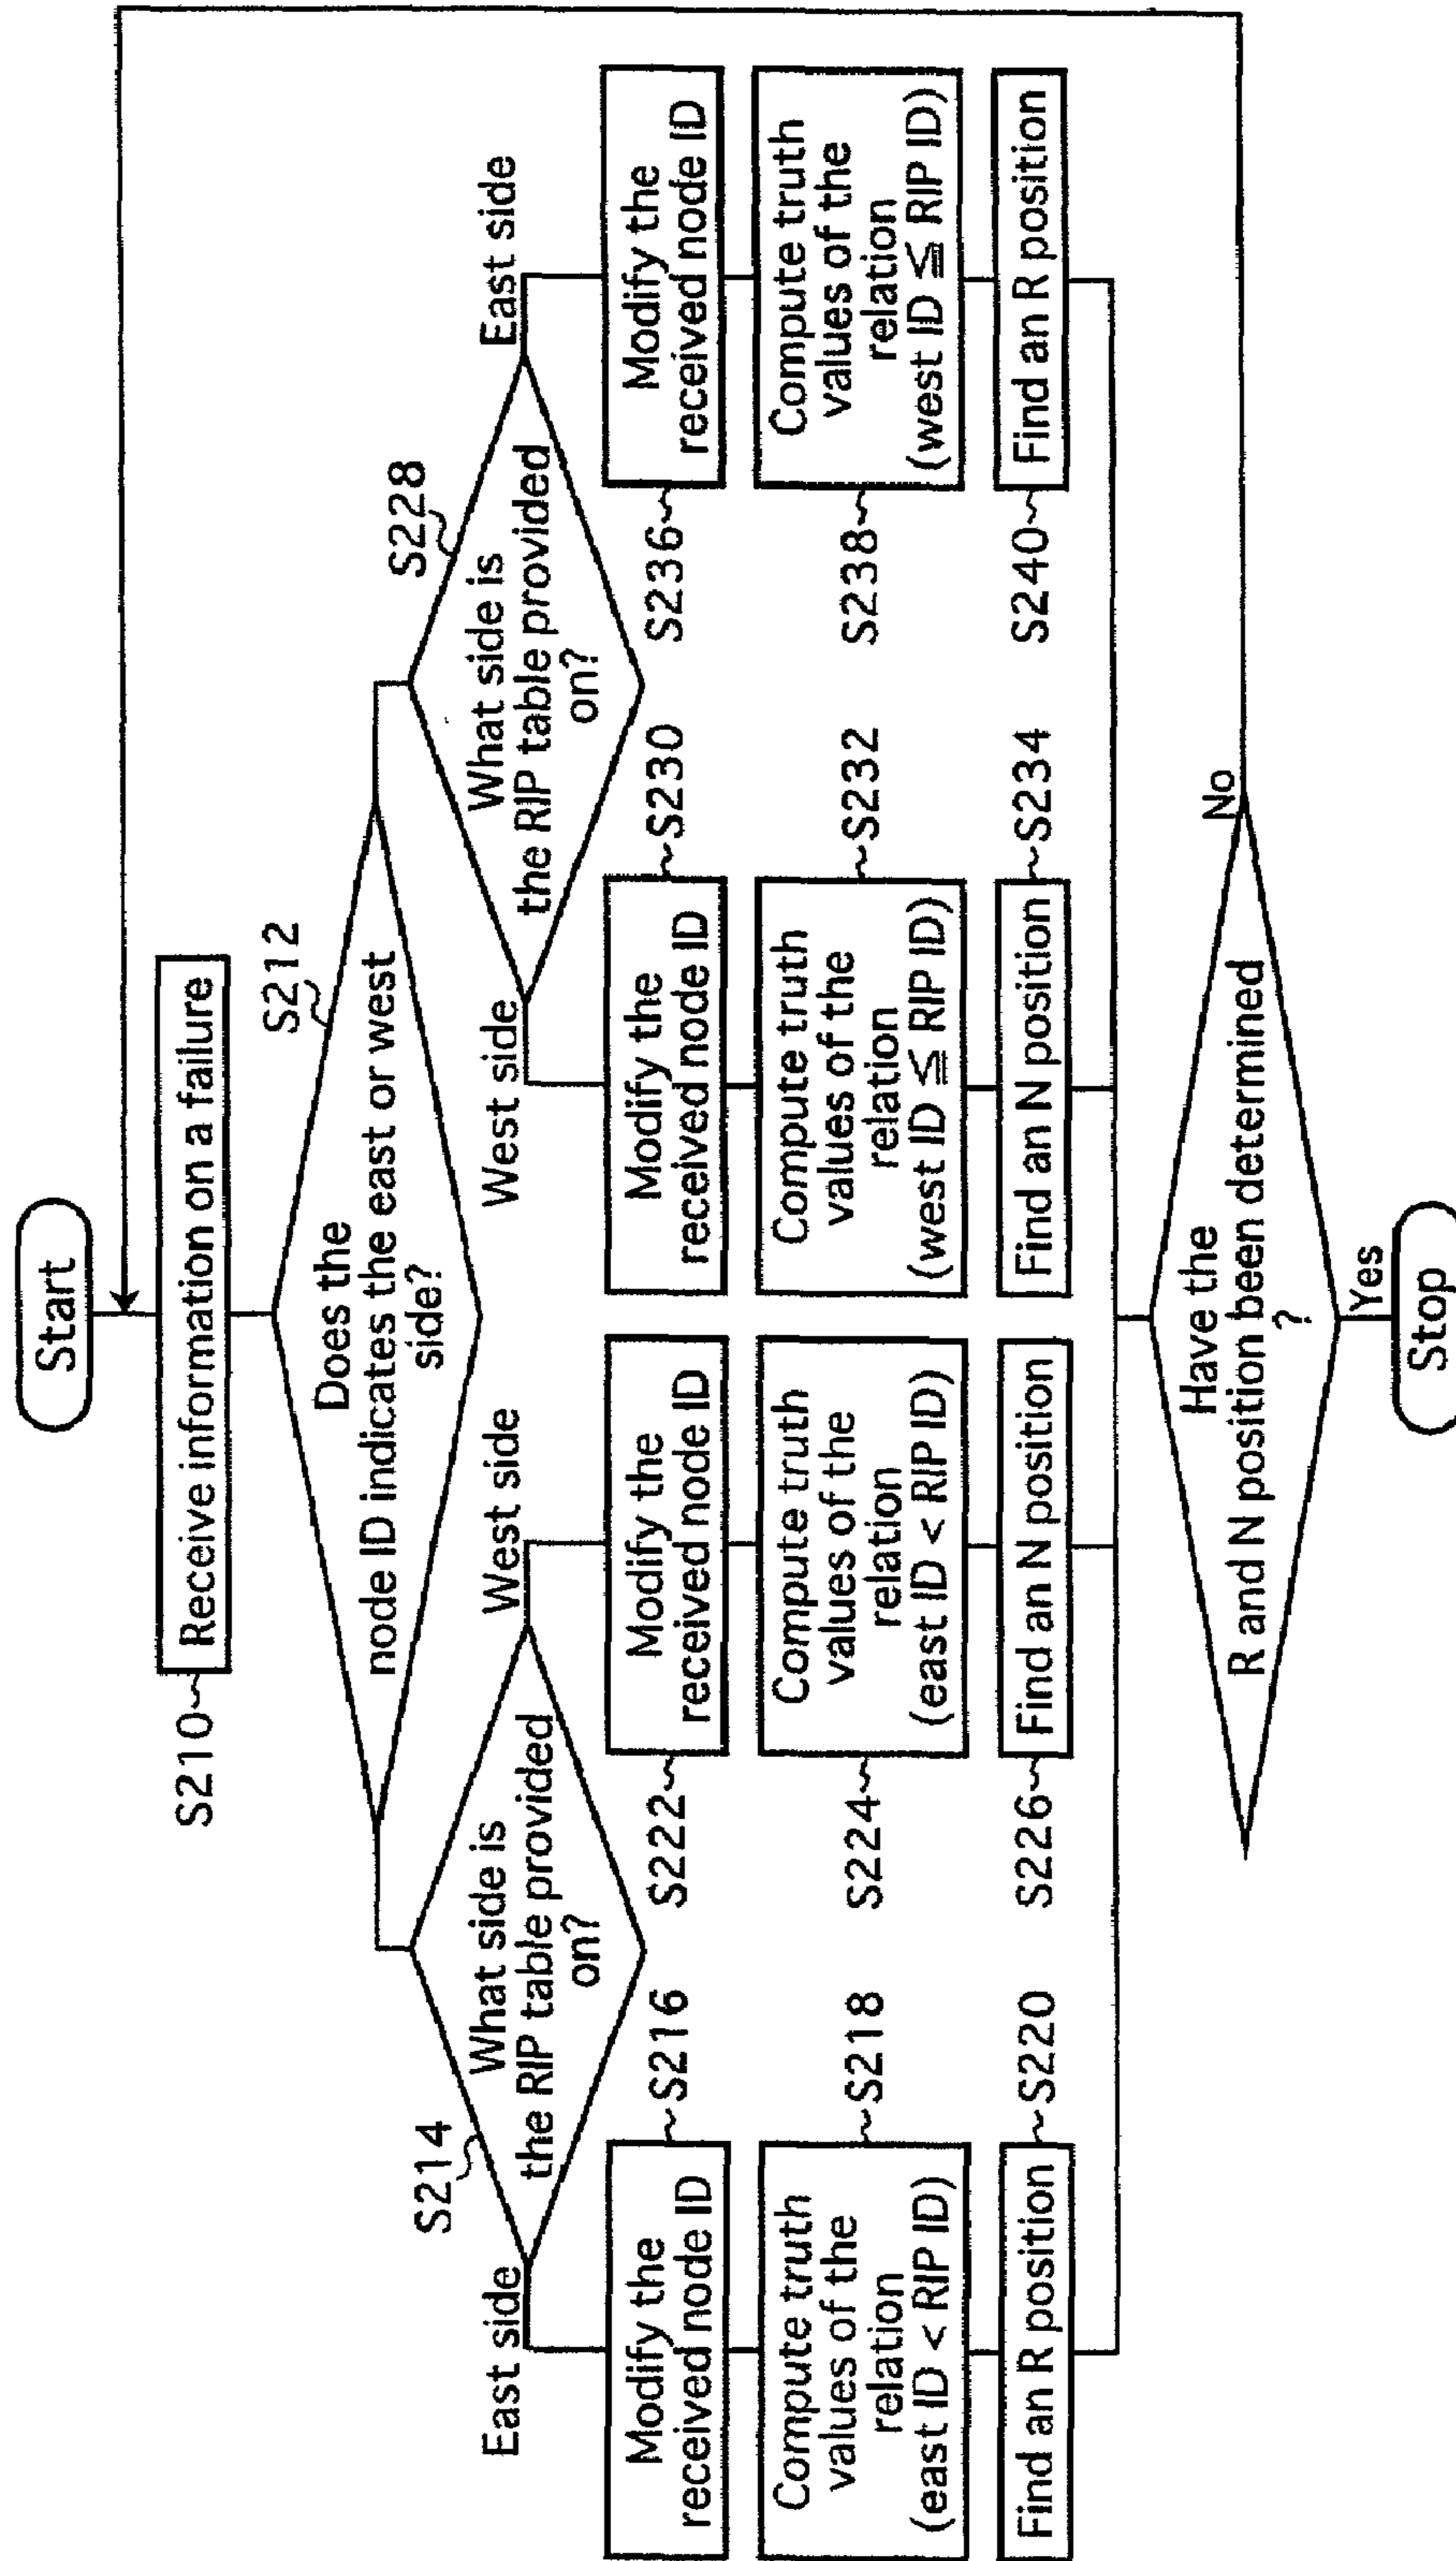 Start
S210
Receive information on a failure
S212
Does the
node ID indicates the east or west
side?
S214
What side is
the RIP table provided
on?
East side
West side
S228
What side is
the RIP table provided
on?
West side
East side
Modify the
received node ID
S216
Compute truth
values of the
relation
(east ID < RIP ID)
S218
Find an R position
S220
S222
Modify the
received node ID
S224
Compute truth
values of the
relation
(east ID < RIP ID)
S226
Find an N position
Modify the
received node ID
S230
Compute truth
values of the
relation
(west ID ≦ RIP ID)
S232
Find an N position
S234
S236
Modify the
received node ID
S238
Compute truth
values of the
relation
(west ID ≦ RIP ID)
S240
Find an R position
Have the
R and N position been determined
?
No
Yes
Stop